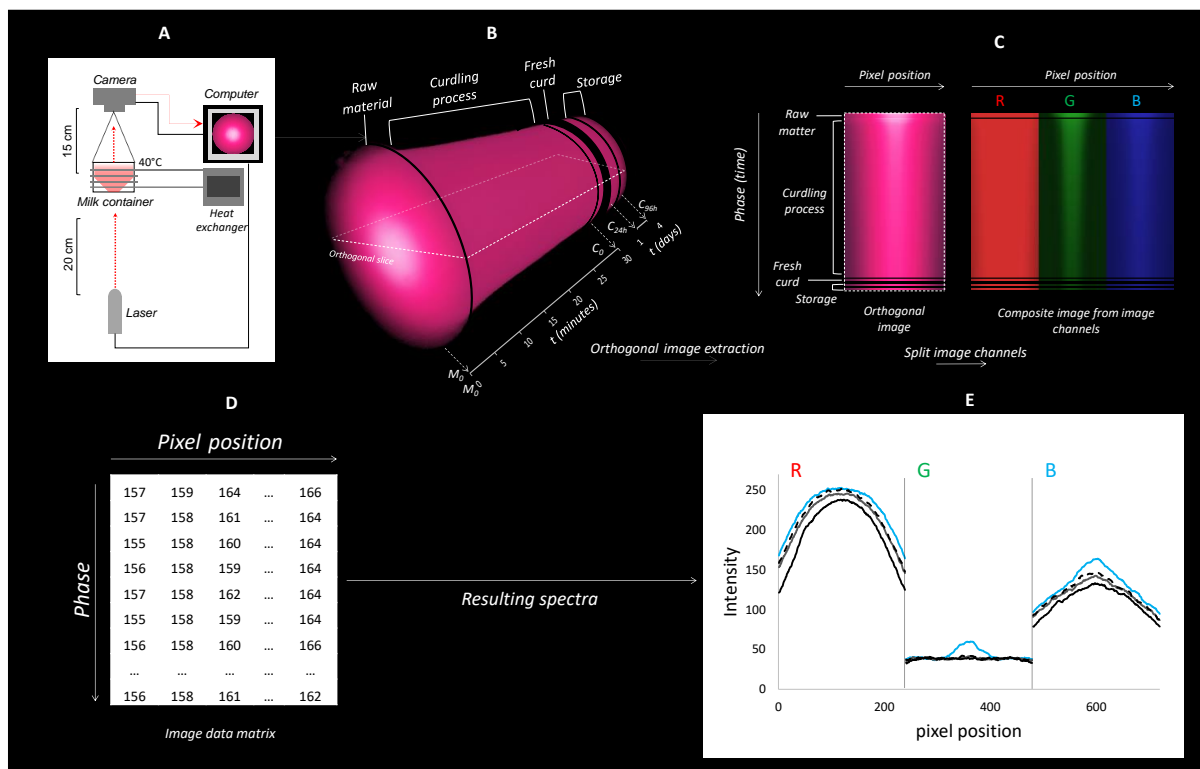 A
Camera
Computer
15 cm
40°C
Milk container
Heat
exchanger
20 cm
Laser
B
Raw
material
Curdling
process
Fresh
curd
Storage
Orthogonal slice
M₀
M₀
0
5
10
15
20
25
30
t (minutes)
C₀
C₂₄ₕ
C₉₆ₕ
1
4
t (days)
Orthogonal image extraction
C
Pixel position
Pixel position
R
G
B
Raw
matter
Phase (time)
Curdling
process
Fresh
curd
Storage
Orthogonal
image
Composite image from image
channels
Split image channels
D
Pixel position
Phase
157 159 164 ... 166
157 158 161 ... 164
155 158 160 ... 164
156 158 159 ... 164
157 158 162 ... 164
155 158 159 ... 164
156 158 160 ... 166
... ... ... ... ...
156 158 161 ... 162
Image data matrix
Resulting spectra
E
R
G
B
Intensity
250
200
150
100
50
0
0
200
400
600
pixel position